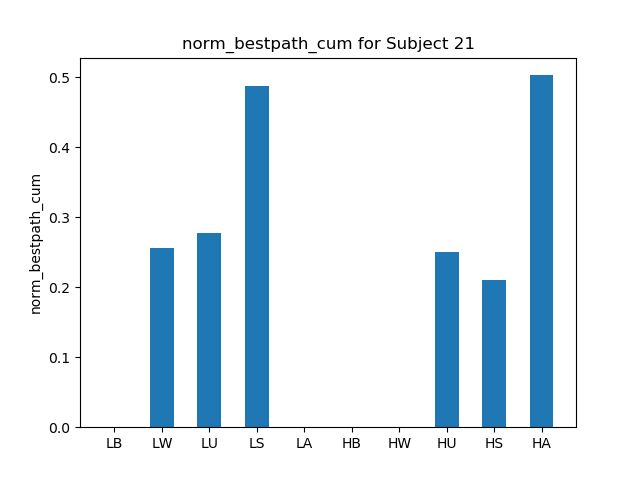 norm_bestpath_cum for Subject 21
norm_bestpath_cum
0.5
0.4
0.3
0.2
0.1
0.0
LB LW LU LS LA HB HW HU HS HA